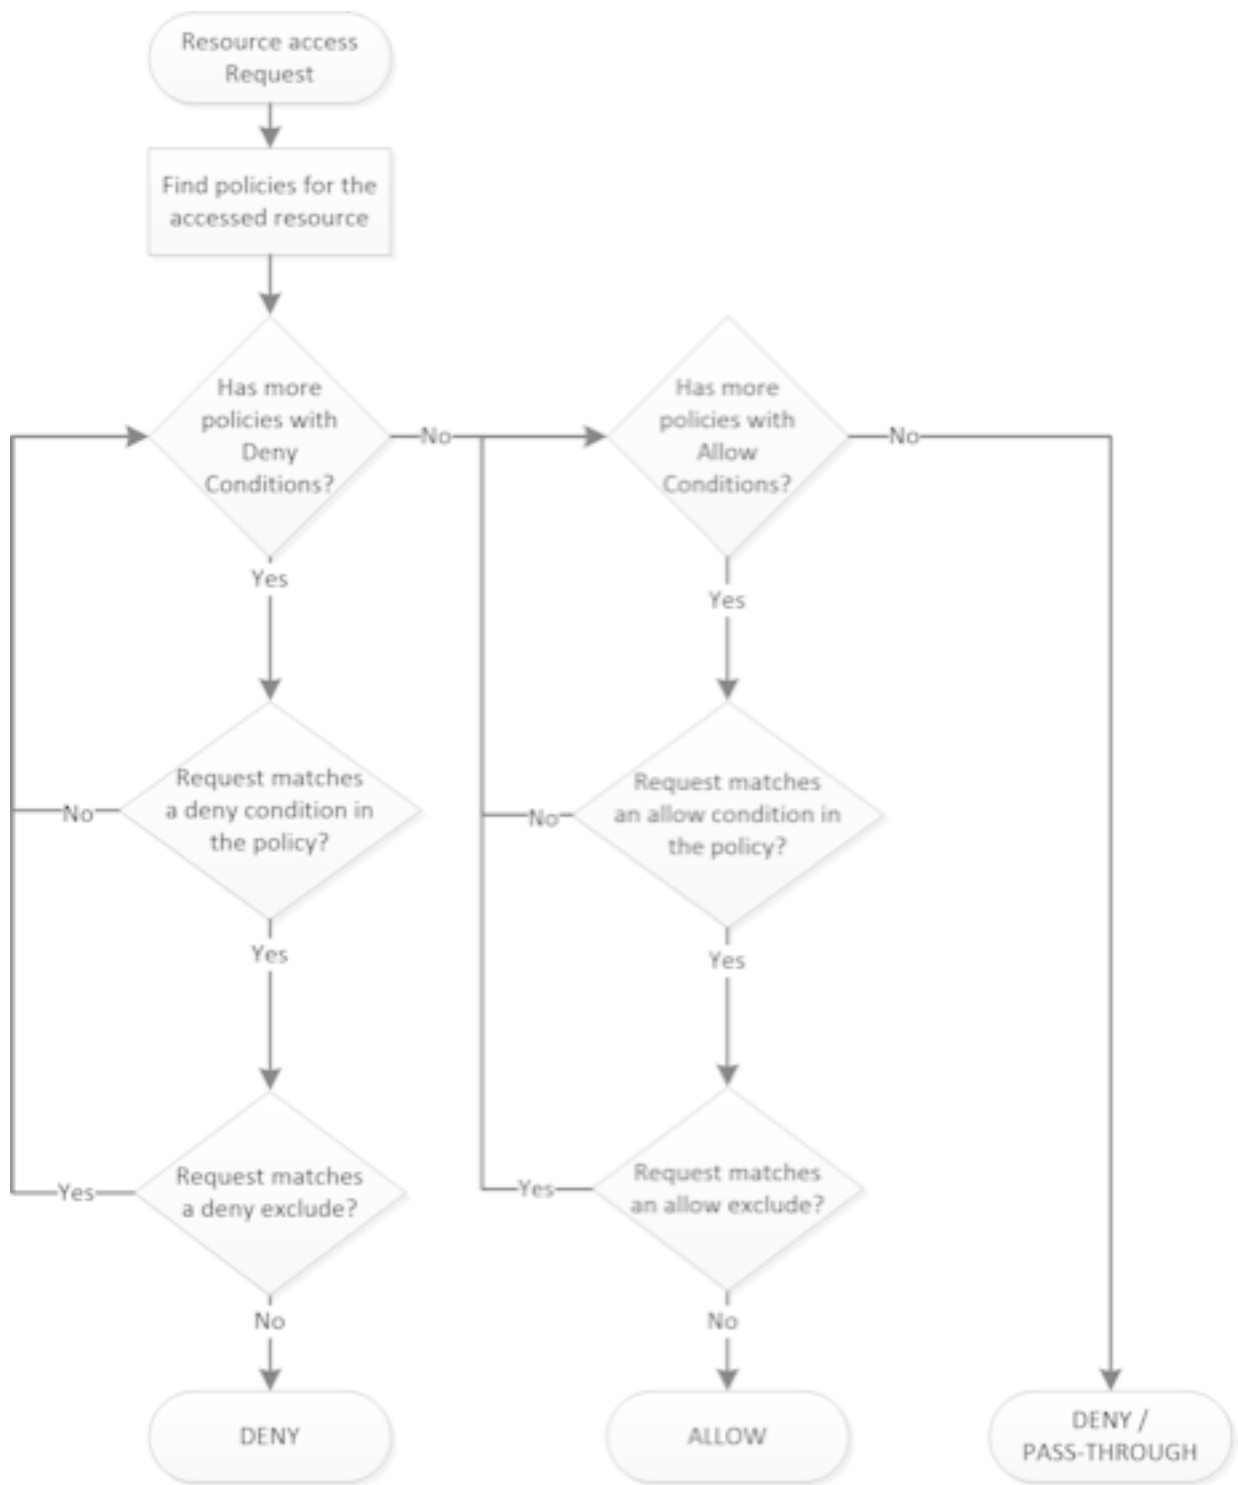 Resource access
Request
Find policies for the
accessed resource
Has more
policies with
Deny
Conditions?
No
Has more
policies with
Allow
Conditions?
No
Yes
Yes
Request matches
a deny condition in
the policy?
No
Request matches
an allow condition in
the policy?
No
Yes
Yes
Request matches
a deny exclude?
Yes
Request matches
an allow exclude?
Yes
No
No
DENY
ALLOW
DENY /
PASS-THROUGH